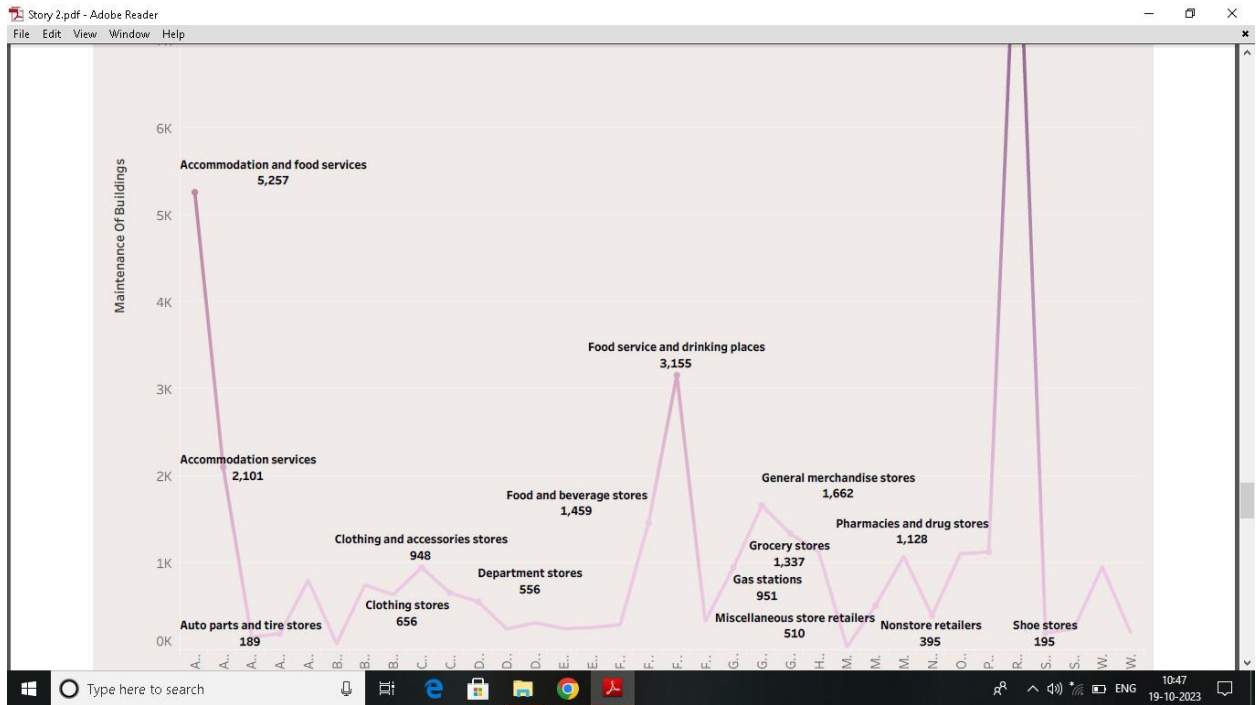 Story 2.pdf - Adobe Reader
File Edit View Window Help
6K
Accommodation and food services
5,257
Maintenance Of Buildings
5K
4K
Food service and drinking places
3,155
3K
Accommodation services
2,101
2K
General merchandise stores
1,662
Food and beverage stores
1,459
Pharmacies and drug stores
1,128
Clothing and accessories stores
948
Grocery stores
1,337
1K
Department stores
556
Gas stations
951
Clothing stores
656
Miscellaneous store retailers
510
Auto parts and tire stores
189
Nonstore retailers
395
Shoe stores
195
0K
A.. A.. A.. A.. A.. B.. B.. B.. C.. C.. D.. D.. D.. E.. E.. F.. F.. F.. F.. G.. G.. G.. H.. M.. M.. M.. N.. O.. P.. R.. S.. S.. W.. W..
Type here to search
ENG
10:47
19-10-2023